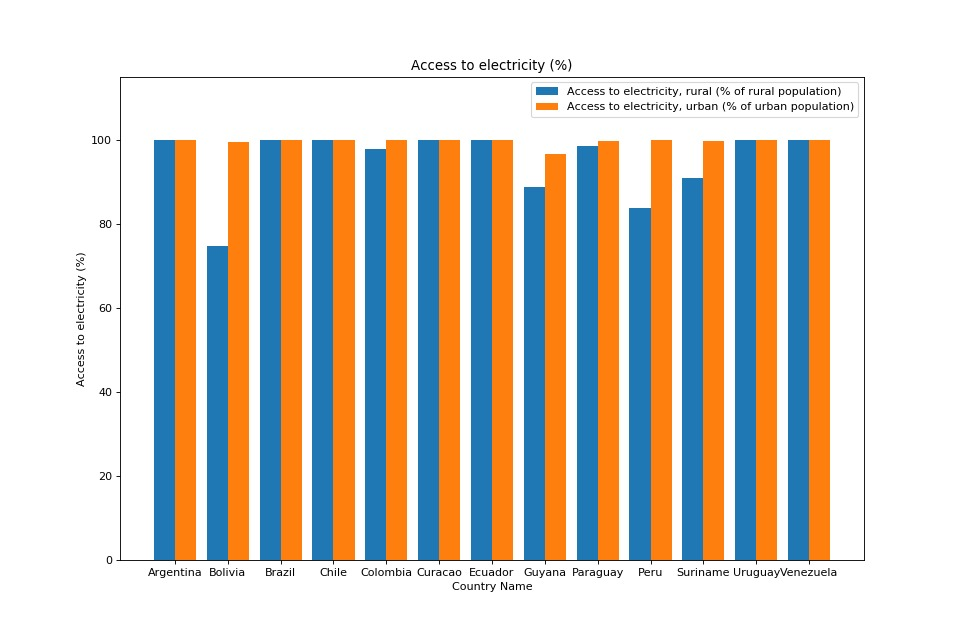 Access to electricity (%)
Access to electricity, rural (% of rural population)
Access to electricity, urban (% of urban population)
Access to electricity (%)
100
80
60
40
20
0
Argentina Bolivia Brazil Chile Colombia Curacao Ecuador Guyana Paraguay Peru Suriname Uruguay Venezuela
Country Name